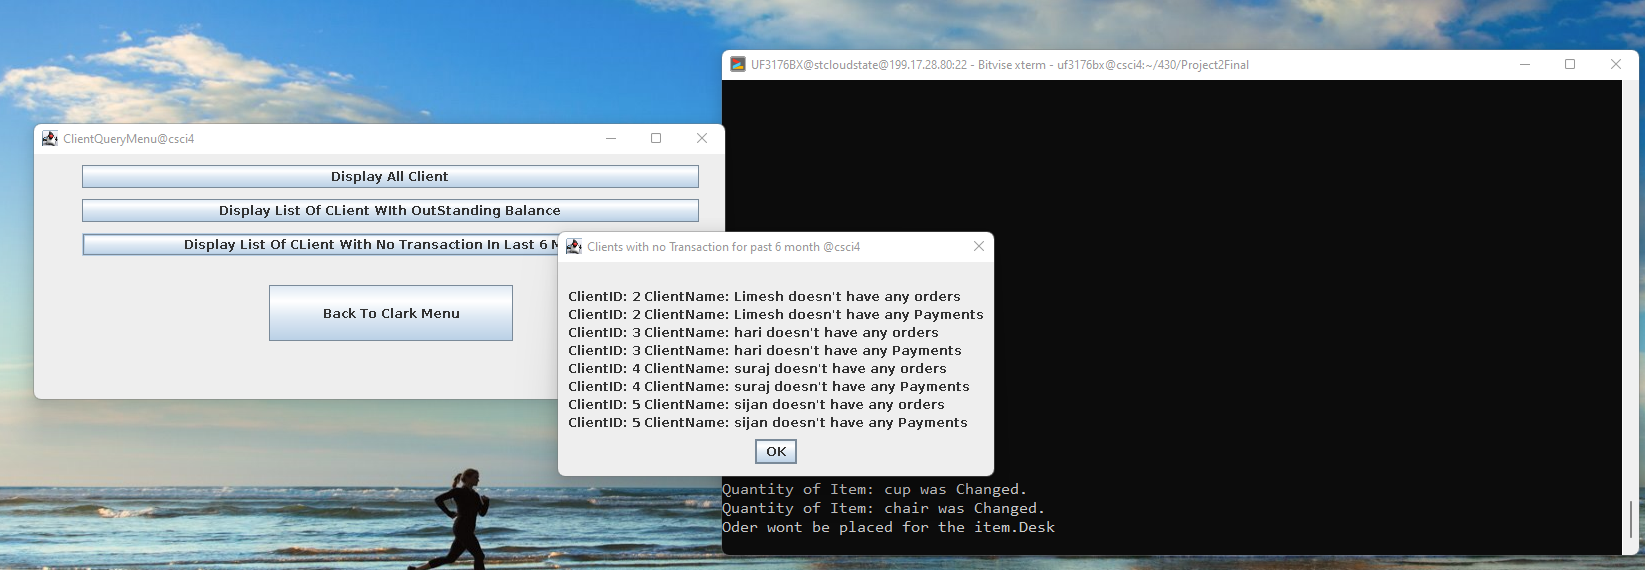 UF3176BX@stcloudstate@199.17.28.80:22 - Bitvise xterm - uf3176bx@csci4:~/430/Project2Final
ClientQueryMenu@csci4
Display All Client
Display List Of CLient WIth OutStanding Balance
Display List Of CLient With No Transaction In Last 6 M
Back To Clark Menu
Clients with no Transaction for past 6 month @csci4
ClientID: 2 ClientName: Limesh doesn't have any orders
ClientID: 2 ClientName: Limesh doesn't have any Payments
ClientID: 3 ClientName: hari doesn't have any orders
ClientID: 3 ClientName: hari doesn't have any Payments
ClientID: 4 ClientName: suraj doesn't have any orders
ClientID: 4 ClientName: suraj doesn't have any Payments
ClientID: 5 ClientName: sijan doesn't have any orders
ClientID: 5 ClientName: sijan doesn't have any Payments
OK
Quantity of Item: cup was Changed.
Quantity of Item: chair was Changed.
Oder wont be placed for the item.Desk